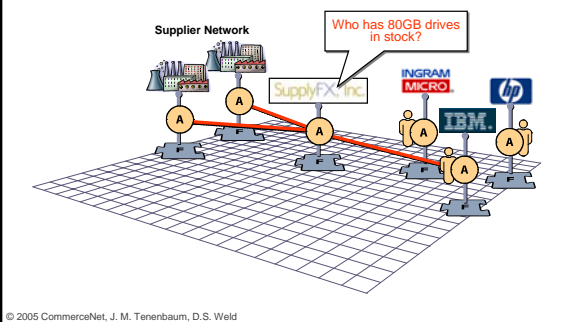 Who has 80GB drives
in stock?
Supplier Network
SupplyFX, Inc.
INGRAM
MICRO
hp
IBM
A
A
A
A
A
A
F
F
F
F
F
F
© 2005 CommerceNet, J. M. Tenenbaum, D.S. Weld